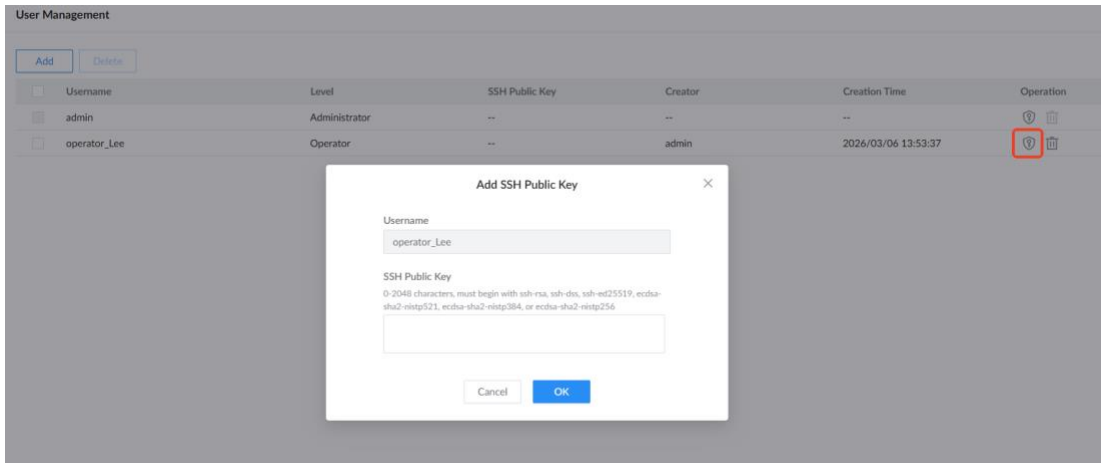 User Management
Add Delete
Username Level SSH Public Key Creator Creation Time Operation
admin Administrator -- -- --
operator_Lee Operator -- admin 2026/03/06 13:53:37
Add SSH Public Key
Username
operator_Lee
SSH Public Key
0-2048 characters, must begin with ssh-rsa, ssh-dss, ssh-ed25519, ecdsa-
sha2-nistp521, ecdsa-sha2-nistp384, or ecdsa-sha2-nistp256
Cancel OK